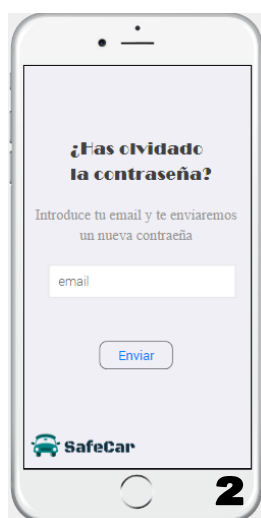 ¿Has olvidado
la contraseña?
Introduce tu email y te enviaremos
un nueva contraeña
email
Enviar
SafeCar
2